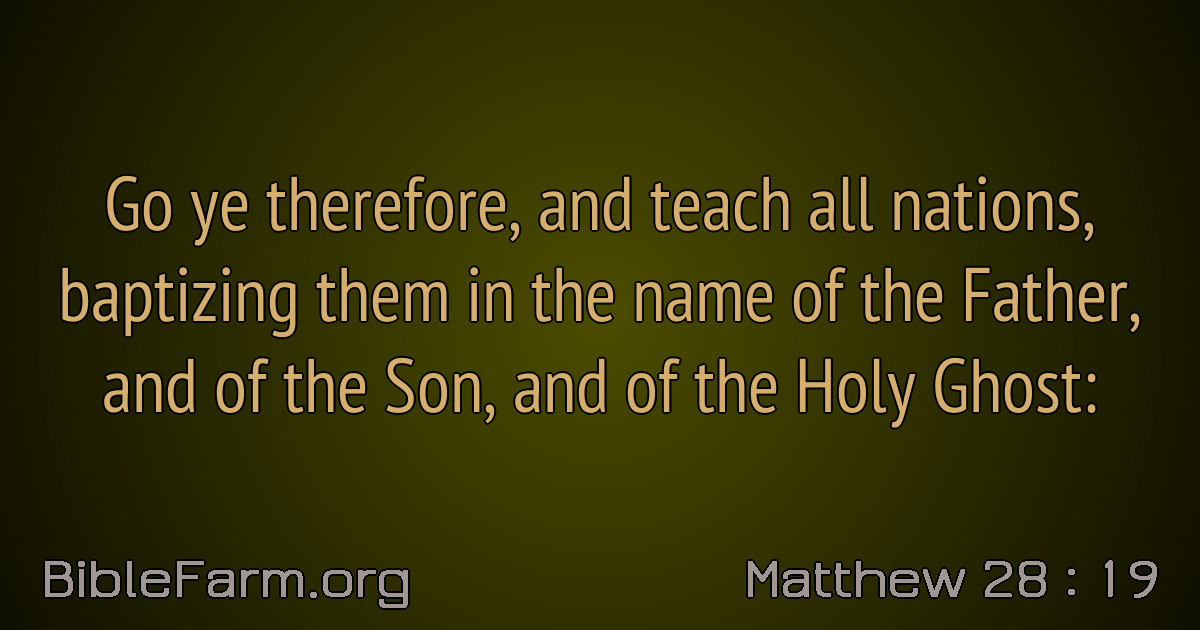 Go ye therefore, and teach all nations,
baptizing them in the name of the Father,
and of the Son, and of the Holy Ghost:
BibleFarm.org
Matthew 28 : 19